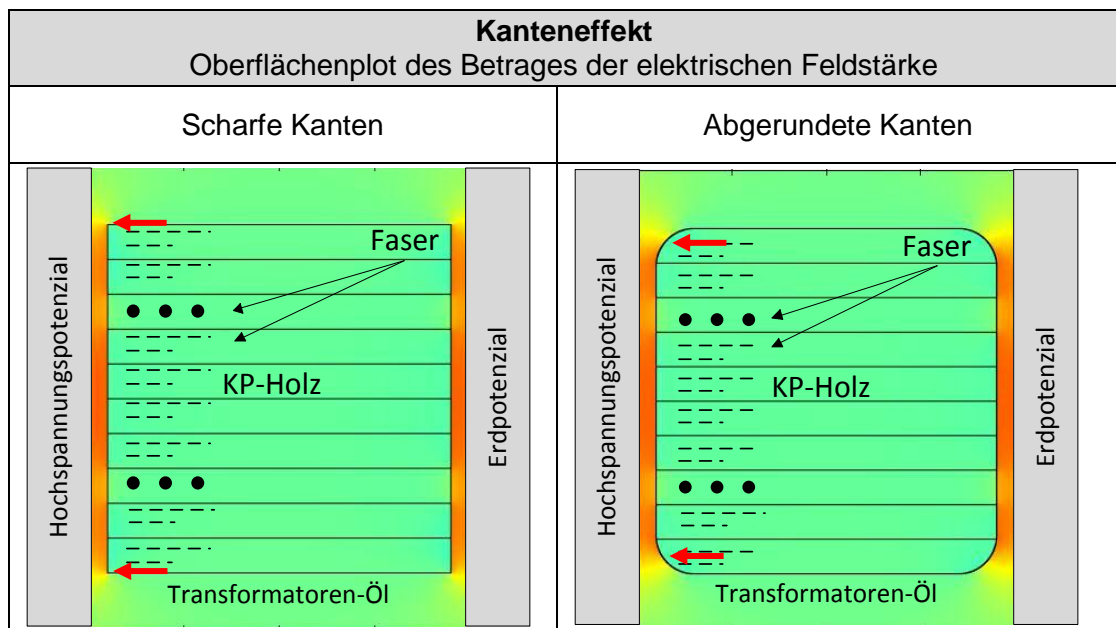 Kanteneffekt
Oberflächenplot des Betrages der elektrischen Feldstärke
Scharfe Kanten
Abgerundete Kanten
Hochspannungspotenzial
Faser
KP-Holz
Transformatoren-Öl
Erdpotenzial
Hochspannungspotenzial
Faser
KP-Holz
Transformatoren-Öl
Erdpotenzial